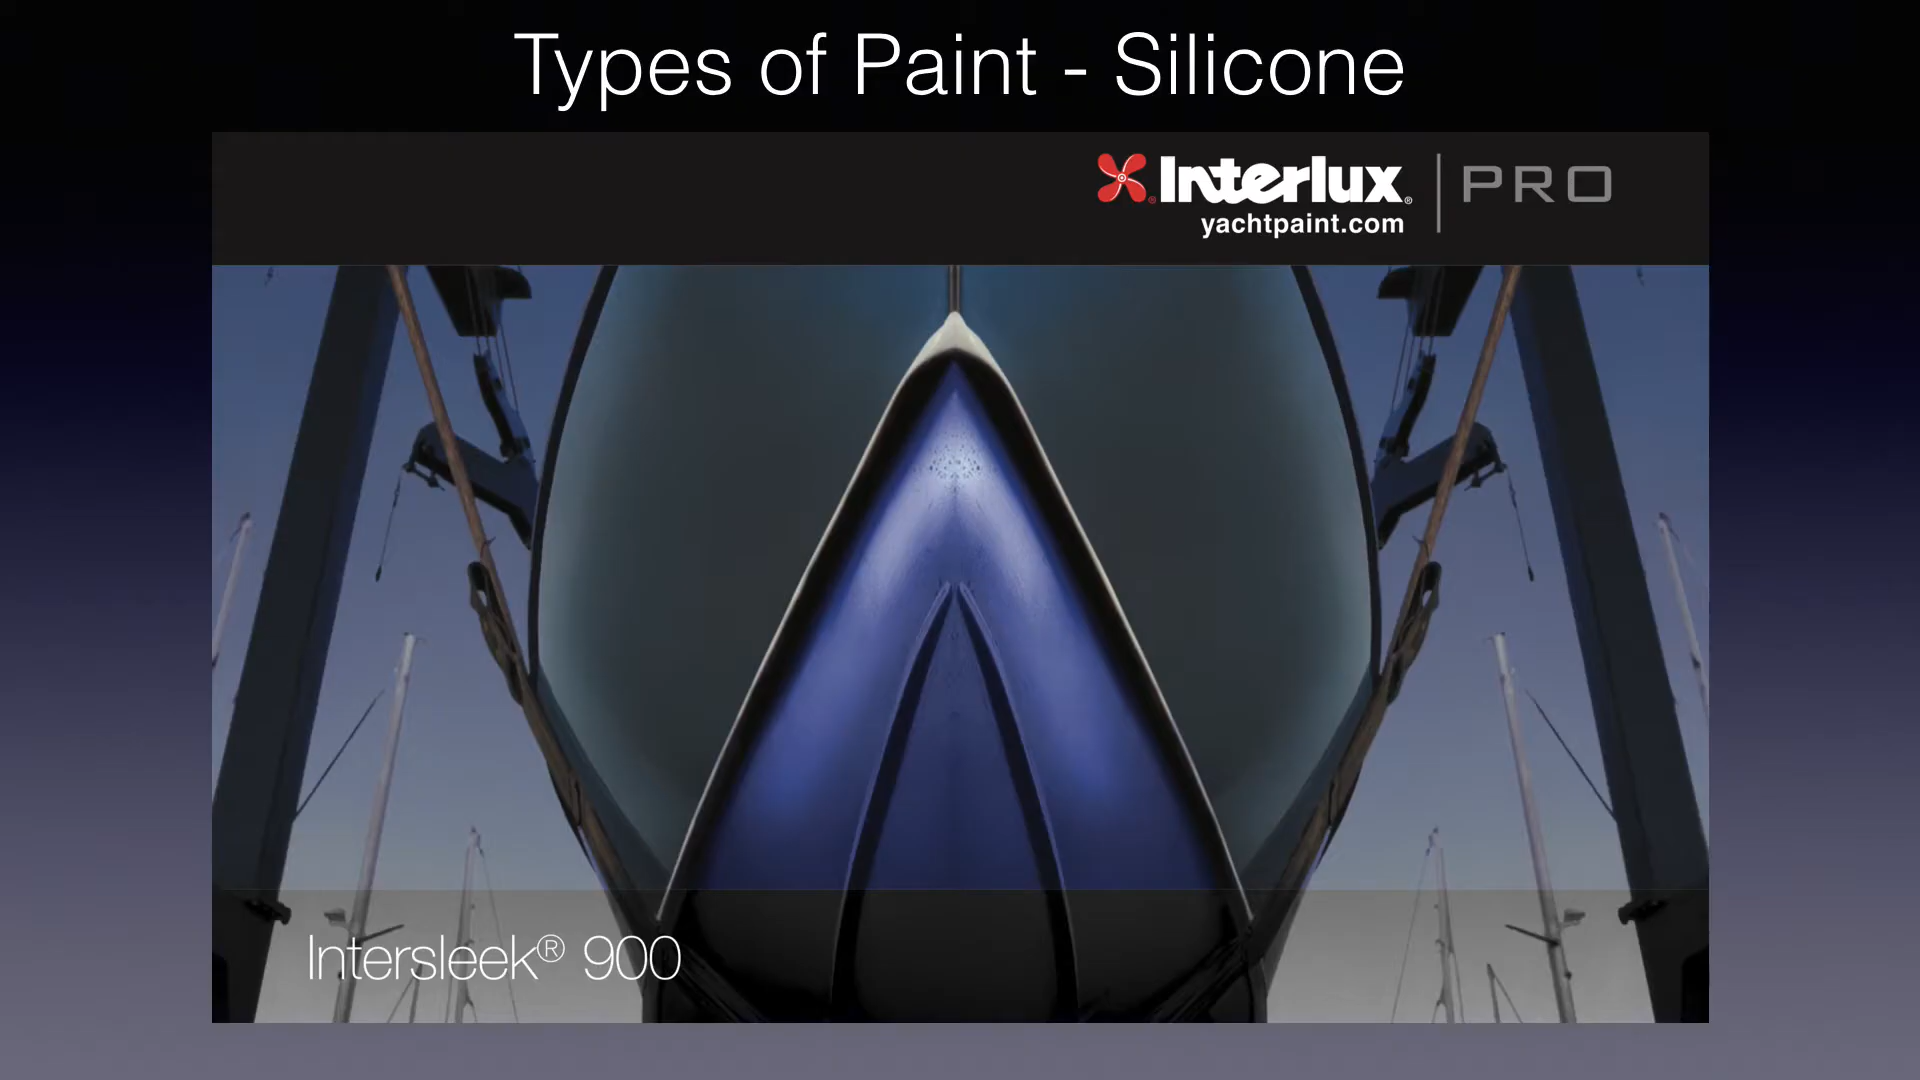 Types of Paint - Silicone
Interlux® | PRO
yachtpaint.com
Intersleek® 900